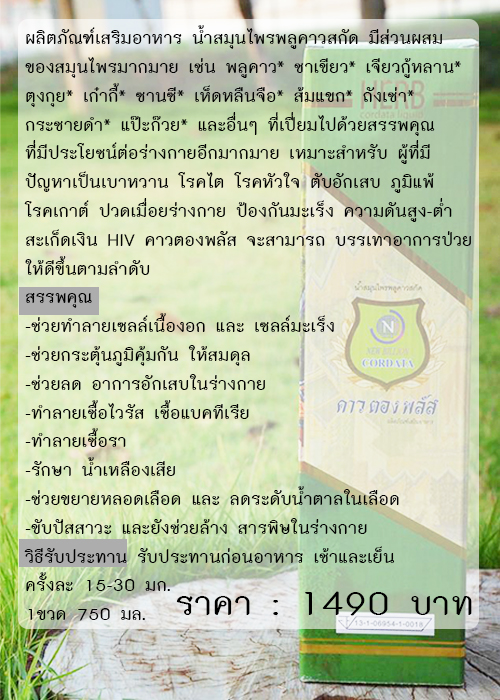 ผลิตภัณฑ์เสริมอาหาร น้ำสมุนไพรพลูคาวสกัด มีส่วนผสม
ของสมุนไพรมากมาย เช่น พลูคาว* ชาเขียว* เจียวกู้หลาน*
ตุงกุย* เก๋ากี้* ซานซี* เห็ดหลืนจือ* ส้มแขก* ถั่งเช่า*
กระชายดำ* แป๊ะก๊วย* และอื่นๆ ที่เปี่ยมไปด้วยสรรพคุณ
ที่มีประโยชน์ต่อร่างกายอีกมากมาย เหมาะสำหรับ ผู้ที่มี
ปัญหาเป็นเบาหวาน โรคไต โรคหัวใจ ตับอักเสบ ภูมิแพ้
โรคเกาต์ ปวดเมื่อยร่างกาย ป้องกันมะเร็ง ความดันสูง-ต่ำ
สะเก็ดเงิน HIV คาวตองพลัส จะสามารถ บรรเทาอาการป่วย
ให้ดีขึ้นตามลำดับ
สรรพคุณ
-ช่วยทำลายเซลล์เนื้องอก และ เซลล์มะเร็ง
-ช่วยกระตุ้นภูมิคุ้มกัน ให้สมดุล
-ช่วยลด อาการอักเสบในร่างกาย
-ทำลายเชื้อไวรัส เชื้อแบคทีเรีย
-ทำลายเชื้อรา
-รักษา น้ำเหลืองเสีย
-ช่วยขยายหลอดเลือด และ ลดระดับน้ำตาลในเลือด
-ขับปัสสาวะ และยังช่วยล้าง สารพิษในร่างกาย
วิธีรับประทาน รับประทานก่อนอาหาร เช้าและเย็น
ครั้งละ 15-30 มก.
1ขวด 750 มล. ราคา : 1490 บาท
HERB
น้ำสมุนไพรพลูคาวสกัด
N
CORDATA
คาวตองพลัส
13-1-06954-1-0018